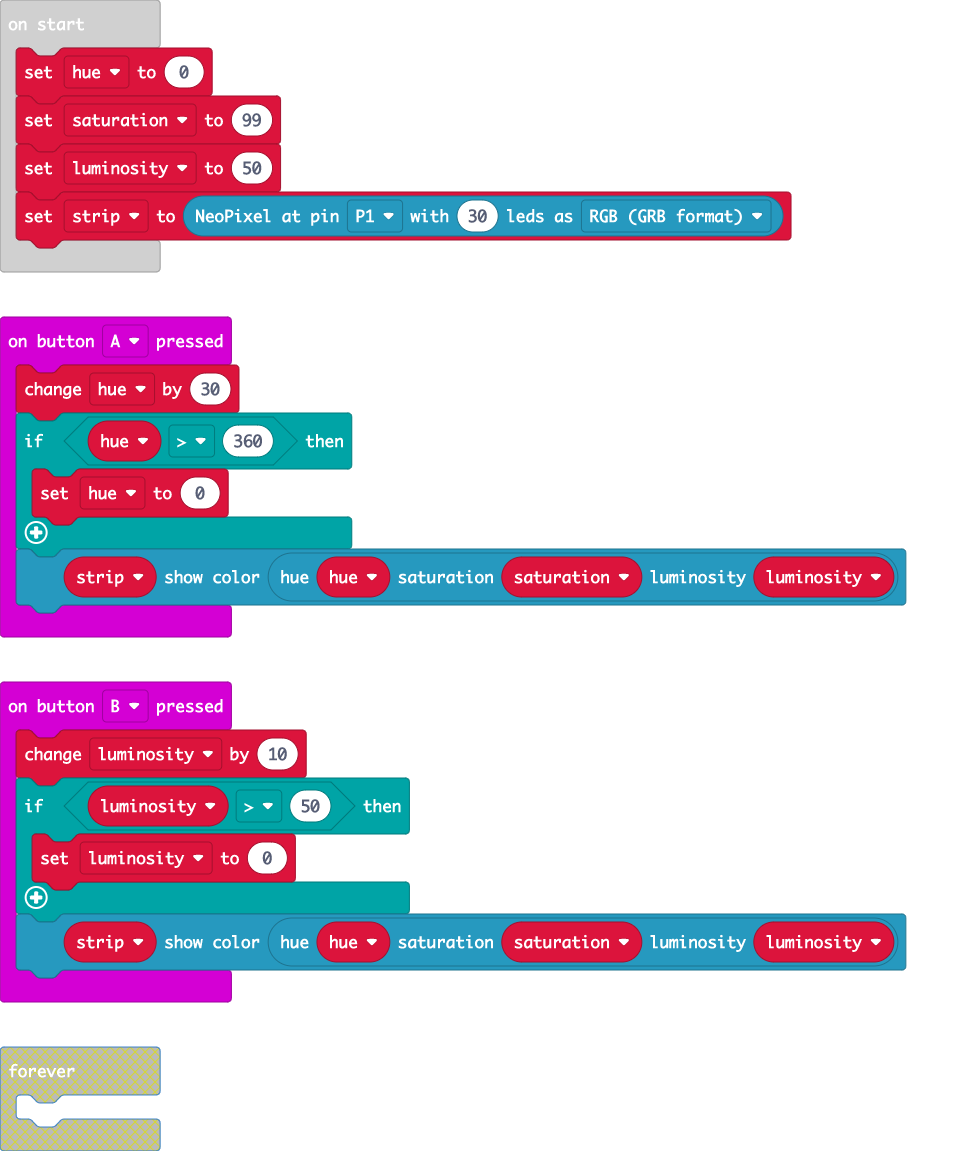 on start
set hue to 0
set saturation to 99
set luminosity to 50
set strip to NeoPixel at pin P1 with 30 leds as RGB (GRB format)
on button A pressed
change hue by 30
if hue > 360 then
set hue to 0
strip show color hue hue saturation saturation luminosity luminosity
on button B pressed
change luminosity by 10
if luminosity > 50 then
set luminosity to 0
strip show color hue hue saturation saturation luminosity luminosity
forever